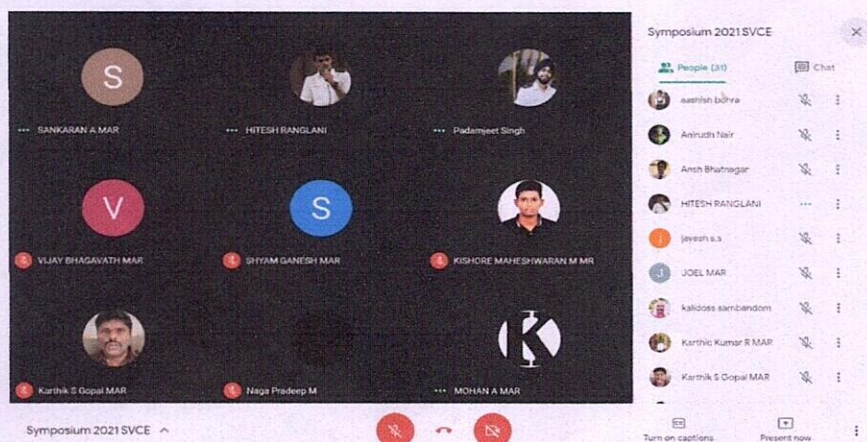 S
SANKARAN A MAR
HITESH RANGLANI
Padamjeet Singh
V
VIJAY BHAGAVATH MAR
S
SHYAM GANESH MAR
KISHORE MAHESHWARAN M MR
Karthik S Gopal MAR
Naga Pradeep M
K
MOHAN A MAR
Symposium 2021 SVCE
Symposium 2021 SVCE
People (31)
Chat
aashish bohra
Anirudh Nair
Ansh Bhatnagar
HITESH RANGLANI
j
jayesh s.s
J
JOEL MAR
kalidoss sambandom
Karthic Kumar R MAR
Karthik S Gopal MAR
Turn on captions
Present now